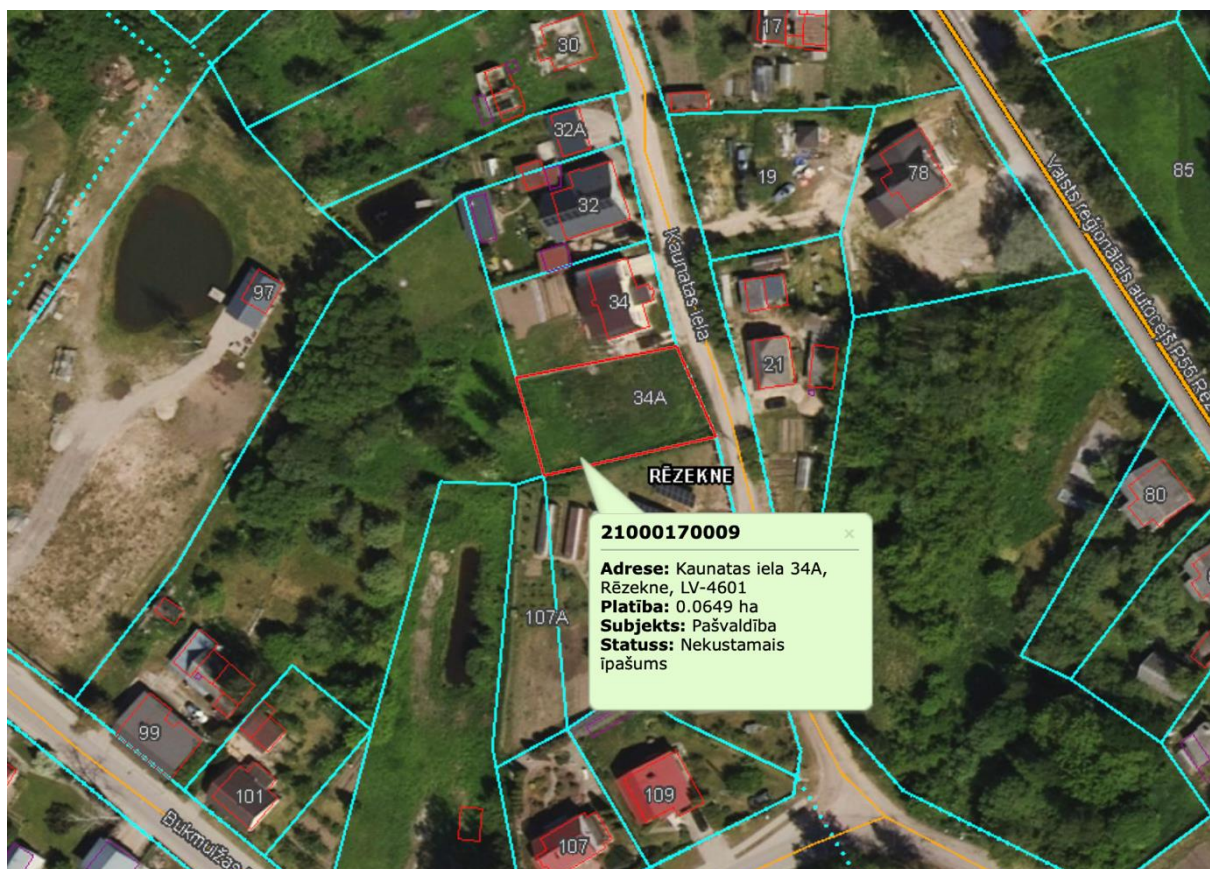 17
30
32A
19
78
85
Valsts reģionālais autoceļš P55 Rēz
32
Kaunatas iela
97
34
21
34A
RĒZEKNE
80
21000170009
×
Adrese: Kaunatas iela 34A,
Rēzekne, LV-4601
Platība: 0.0649 ha
Subjekts: Pašvaldība
Statuss: Nekustamais
īpašums
107A
99
101
109
107
Bukmuižas